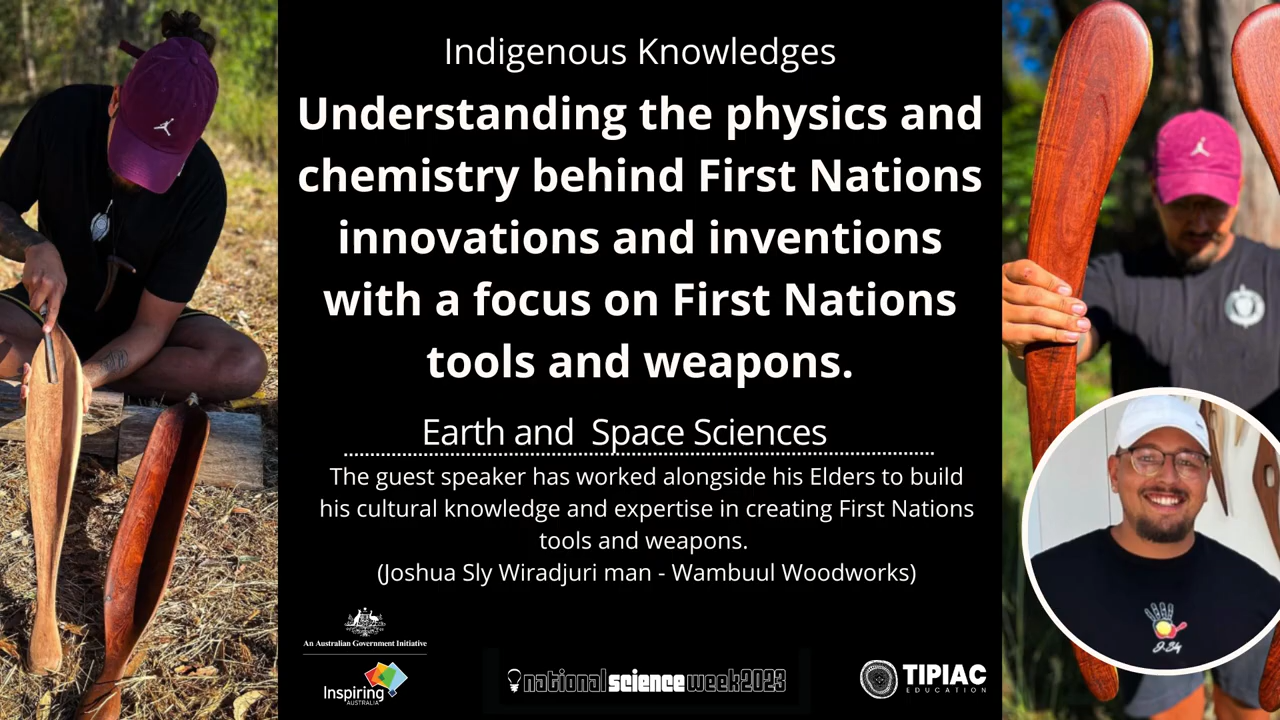 Indigenous Knowledges
Understanding the physics and
chemistry behind First Nations
innovations and inventions
with a focus on First Nations
tools and weapons.
Earth and Space Sciences
The guest speaker has worked alongside his Elders to build
his cultural knowledge and expertise in creating First Nations
tools and weapons.
(Joshua Sly Wiradjuri man - Wambuul Woodworks)
An Australian Government Initiative
Inspiring
AUSTRALIA
nationalscienceweek2023
TIPIAC
EDUCATION
J. Sly